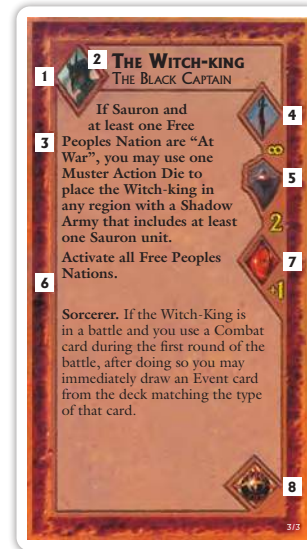 2 THE WITCH-KING
1 THE BLACK CAPTAIN
If Sauron and
at least one Free
3 Peoples Nation are “At
War”, you may use one
Muster Action Die to
place the Witch-king in
any region with a Shadow
Army that includes at least
one Sauron unit.
Activate all Free Peoples
6 Nations.
Sorcerer. If the Witch-King is
in a battle and you use a Combat
card during the first round of the
battle, after doing so you may
immediately draw an Event card
from the deck matching the type
of that card.
4
∞
5
2
7
+1
8
3/3